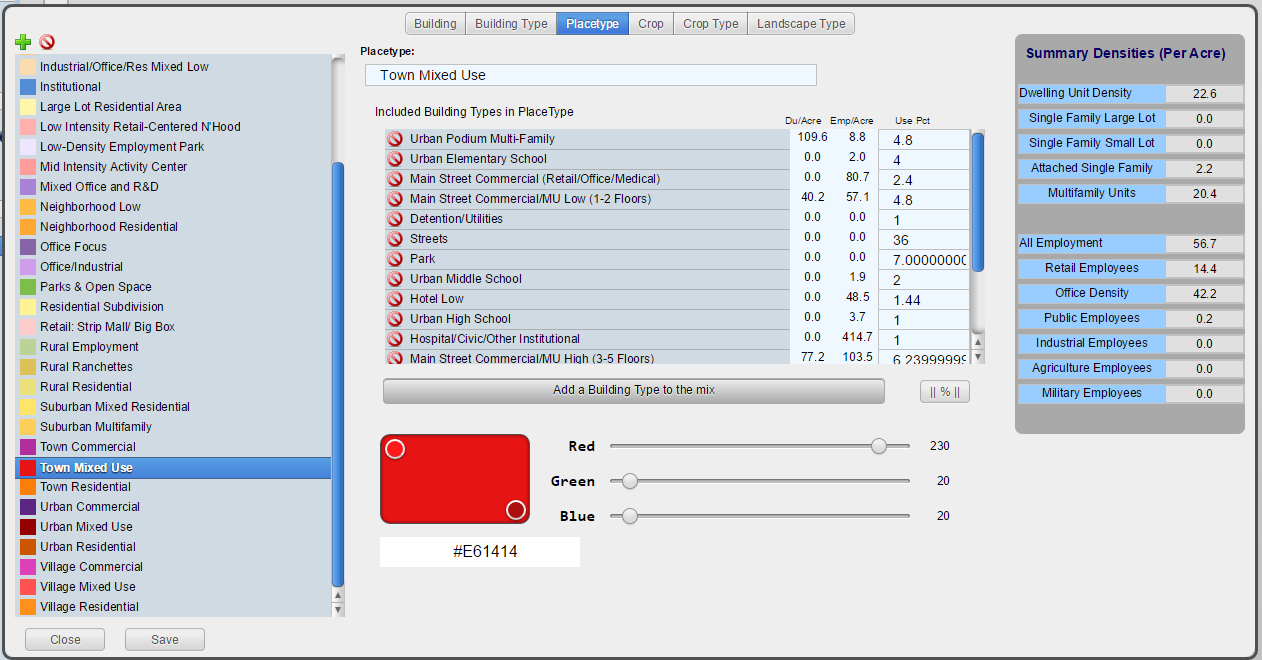 Building Building Type Placetype Crop Crop Type Landscape Type
Industrial/Office/Res Mixed Low
Institutional
Large Lot Residential Area
Low Intensity Retail-Centered N'Hood
Low-Density Employment Park
Mid Intensity Activity Center
Mixed Office and R&D
Neighborhood Low
Neighborhood Residential
Office Focus
Office/Industrial
Parks & Open Space
Residential Subdivision
Retail: Strip Mall/ Big Box
Rural Employment
Rural Ranchettes
Rural Residential
Suburban Mixed Residential
Suburban Multifamily
Town Commercial
Town Mixed Use
Town Residential
Urban Commercial
Urban Mixed Use
Urban Residential
Village Commercial
Village Mixed Use
Village Residential
Close Save
Placetype:
Town Mixed Use
Included Building Types in PlaceType
Du/Acre Emp/Acre Use Pct
Urban Podium Multi-Family 109.6 8.8 4.8
Urban Elementary School 0.0 2.0 4
Main Street Commercial (Retail/Office/Medical) 0.0 80.7 2.4
Main Street Commercial/MU Low (1-2 Floors) 40.2 57.1 4.8
Detention/Utilities 0.0 0.0 1
Streets 0.0 0.0 36
Park 0.0 0.0 7.00000000
Urban Middle School 0.0 1.9 2
Hotel Low 0.0 48.5 1.44
Urban High School 0.0 3.7 1
Hospital/Civic/Other Institutional 0.0 414.7 1
Main Street Commercial/MU High (3-5 Floors) 77.2 103.5 6.23999999
Add a Building Type to the mix || % ||
Red 230
Green 20
Blue 20
#E61414
Summary Densities (Per Acre)
Dwelling Unit Density 22.6
Single Family Large Lot 0.0
Single Family Small Lot 0.0
Attached Single Family 2.2
Multifamily Units 20.4
All Employment 56.7
Retail Employees 14.4
Office Density 42.2
Public Employees 0.2
Industrial Employees 0.0
Agriculture Employees 0.0
Military Employees 0.0